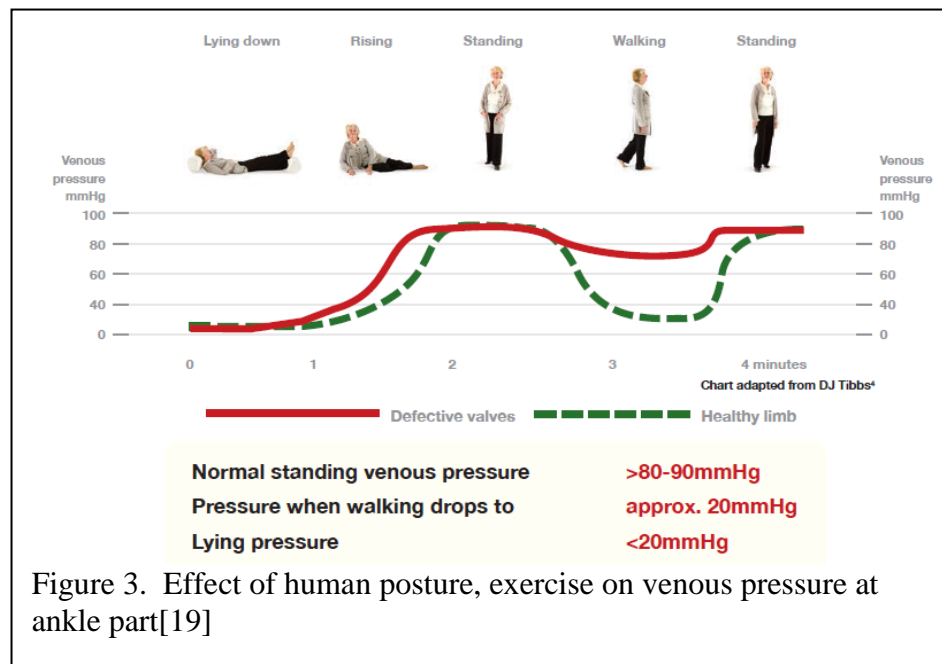 Lying down Rising Standing Walking Standing
Venous pressure mmHg
Venous pressure mmHg
100 100
80 80
60 60
40 40
0 0
0 1 2 3 4 minutes
Chart adapted from DJ Tibbs⁴
Defective valves Healthy limb
Normal standing venous pressure >80-90mmHg
Pressure when walking drops to approx. 20mmHg
Lying pressure <20mmHg
Figure 3. Effect of human posture, exercise on venous pressure at
ankle part[19]